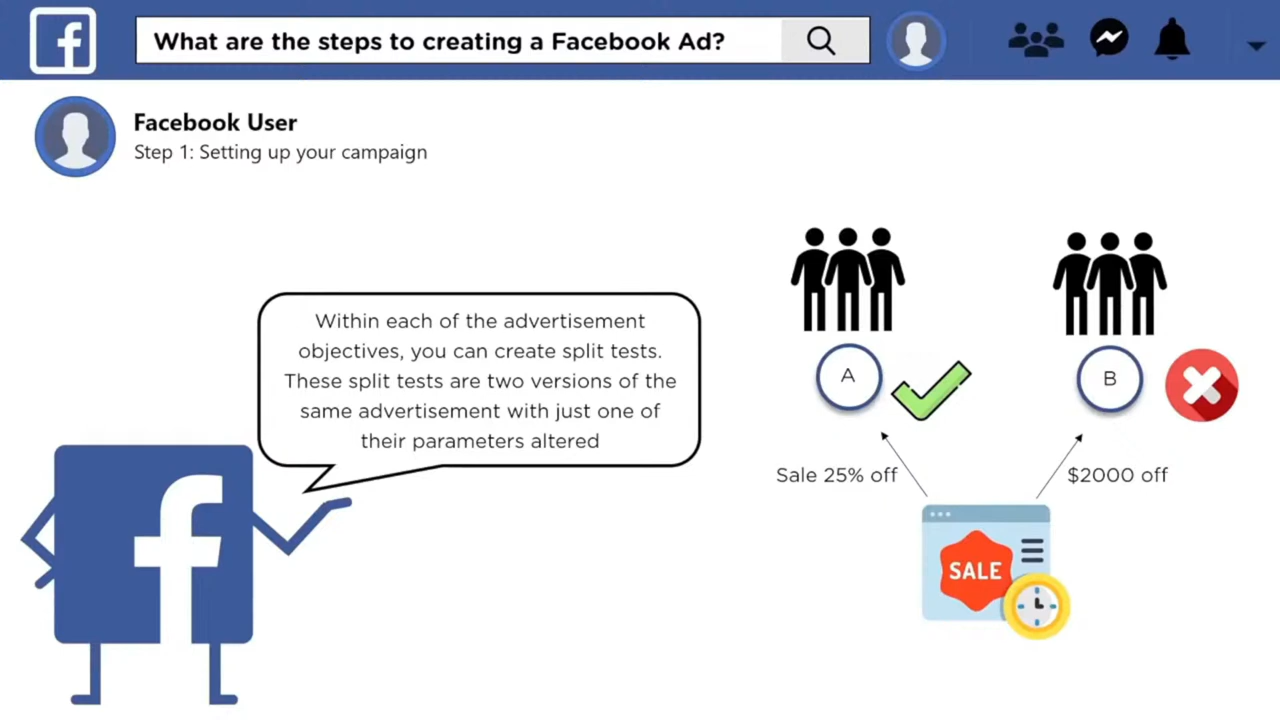 What are the steps to creating a Facebook Ad?
Facebook User
Step 1: Setting up your campaign
Within each of the advertisement
objectives, you can create split tests.
These split tests are two versions of the
same advertisement with just one of
their parameters altered
A
B
Sale 25% off
$2000 off
SALE